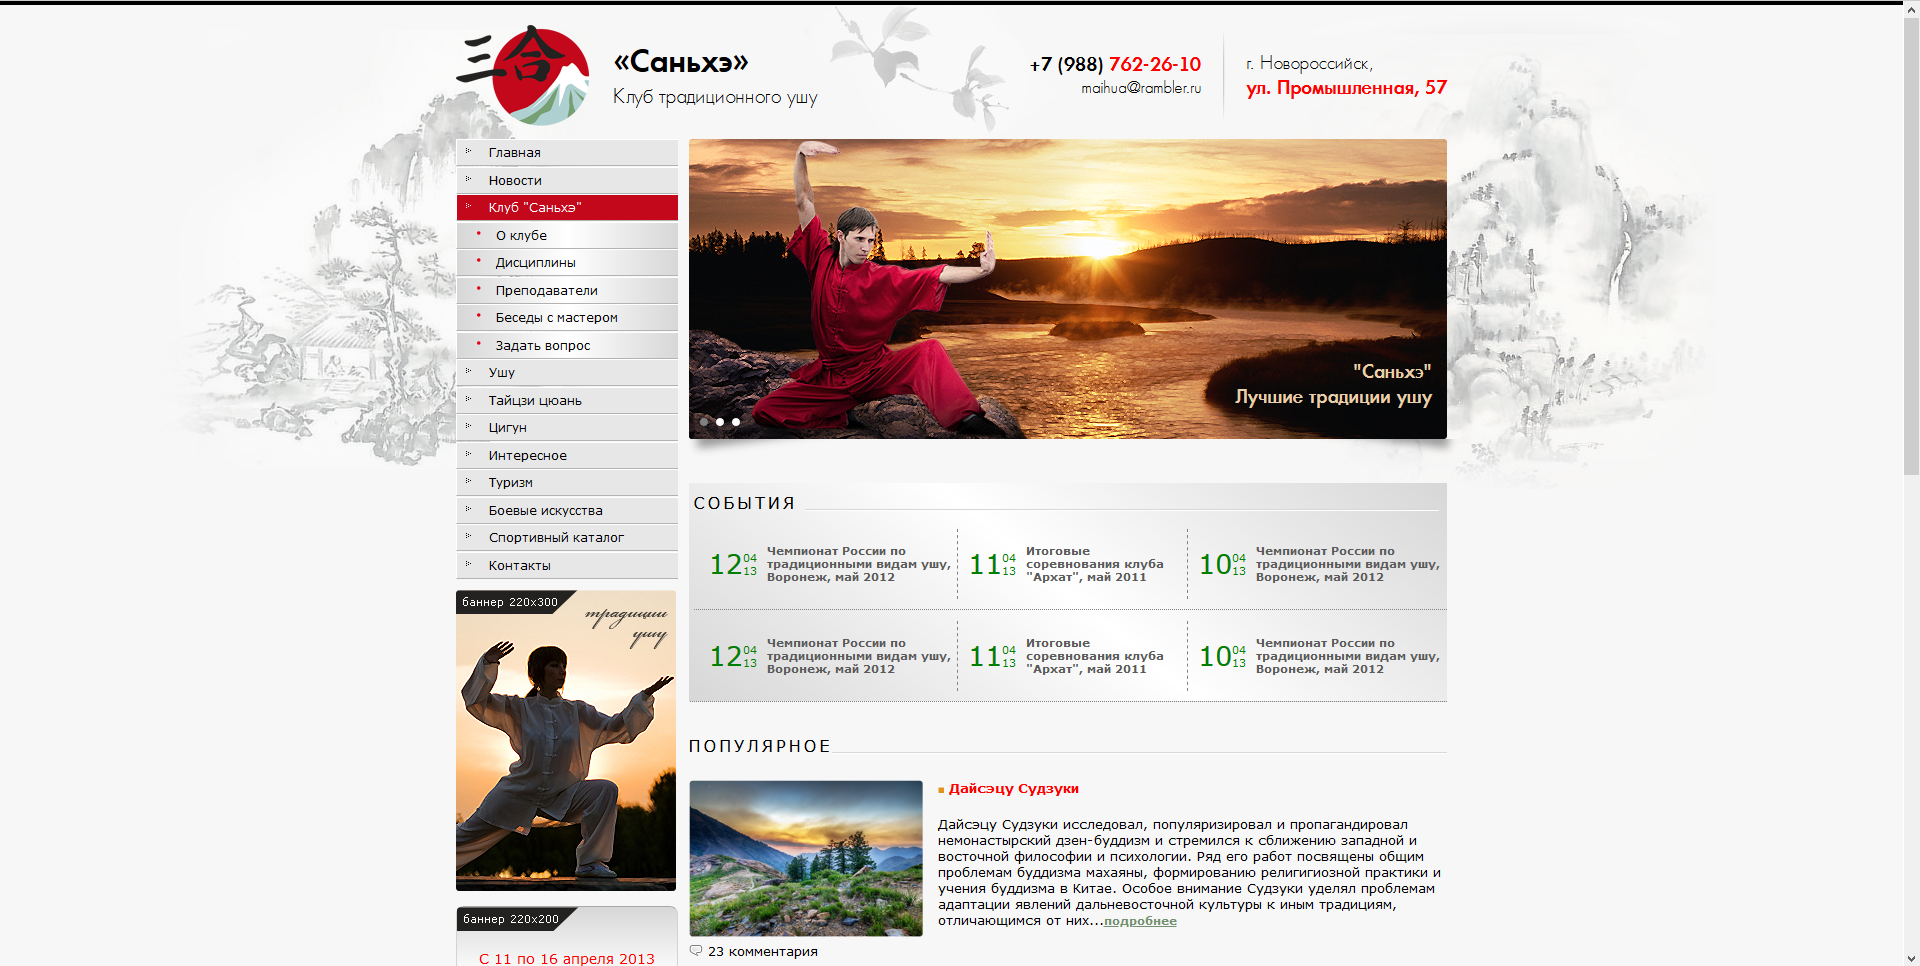 三合
«Саньхэ»
Клуб традиционного ушу
+7 (988) 762-26-10
maihua@rambler.ru
г. Новороссийск,
ул. Промышленная, 57
Главная
Новости
Клуб "Саньхэ"
О клубе
Дисциплины
Преподаватели
Беседы с мастером
Задать вопрос
Ушу
Тайцзи цюань
Цигун
Интересное
Туризм
Боевые искусства
Спортивный каталог
Контакты
"Саньхэ"
Лучшие традиции ушу
СОБЫТИЯ
12 04 13
Чемпионат России по
традиционными видам ушу,
Воронеж, май 2012
11 04 13
Итоговые
соревнования клуба
"Архат", май 2011
10 04 13
Чемпионат России по
традиционными видам ушу,
Воронеж, май 2012
12 04 13
Чемпионат России по
традиционными видам ушу,
Воронеж, май 2012
11 04 13
Итоговые
соревнования клуба
"Архат", май 2011
10 04 13
Чемпионат России по
традиционными видам ушу,
Воронеж, май 2012
баннер 220х300
традиции
ушу
баннер 220х200
С 11 по 16 апреля 2013
ПОПУЛЯРНОЕ
Дайсэцу Судзуки
Дайсэцу Судзуки исследовал, популяризировал и пропагандировал
немонастырский дзен-буддизм и стремился к сближению западной и
восточной философии и психологии. Ряд его работ посвящены общим
проблемам буддизма махаяны, формированию религигиозной практики и
учения буддизма в Китае. Особое внимание Судзуки уделял проблемам
адаптации явлений дальневосточной культуры к иным традициям,
отличающимся от них...подробнее
23 комментария